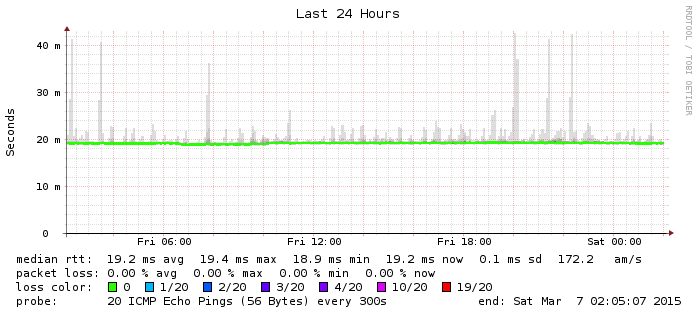 Last 24 Hours
RRDTOOL / TOBI OETIKER
Seconds
40 m
30 m
20 m
10 m
0
Fri 06:00 Fri 12:00 Fri 18:00 Sat 00:00
median rtt: 19.2 ms avg 19.4 ms max 18.9 ms min 19.2 ms now 0.1 ms sd 172.2 am/s
packet loss: 0.00 % avg 0.00 % max 0.00 % min 0.00 % now
loss color: 0 1/20 2/20 3/20 4/20 10/20 19/20
probe: 20 ICMP Echo Pings (56 Bytes) every 300s end: Sat Mar 7 02:05:07 2015